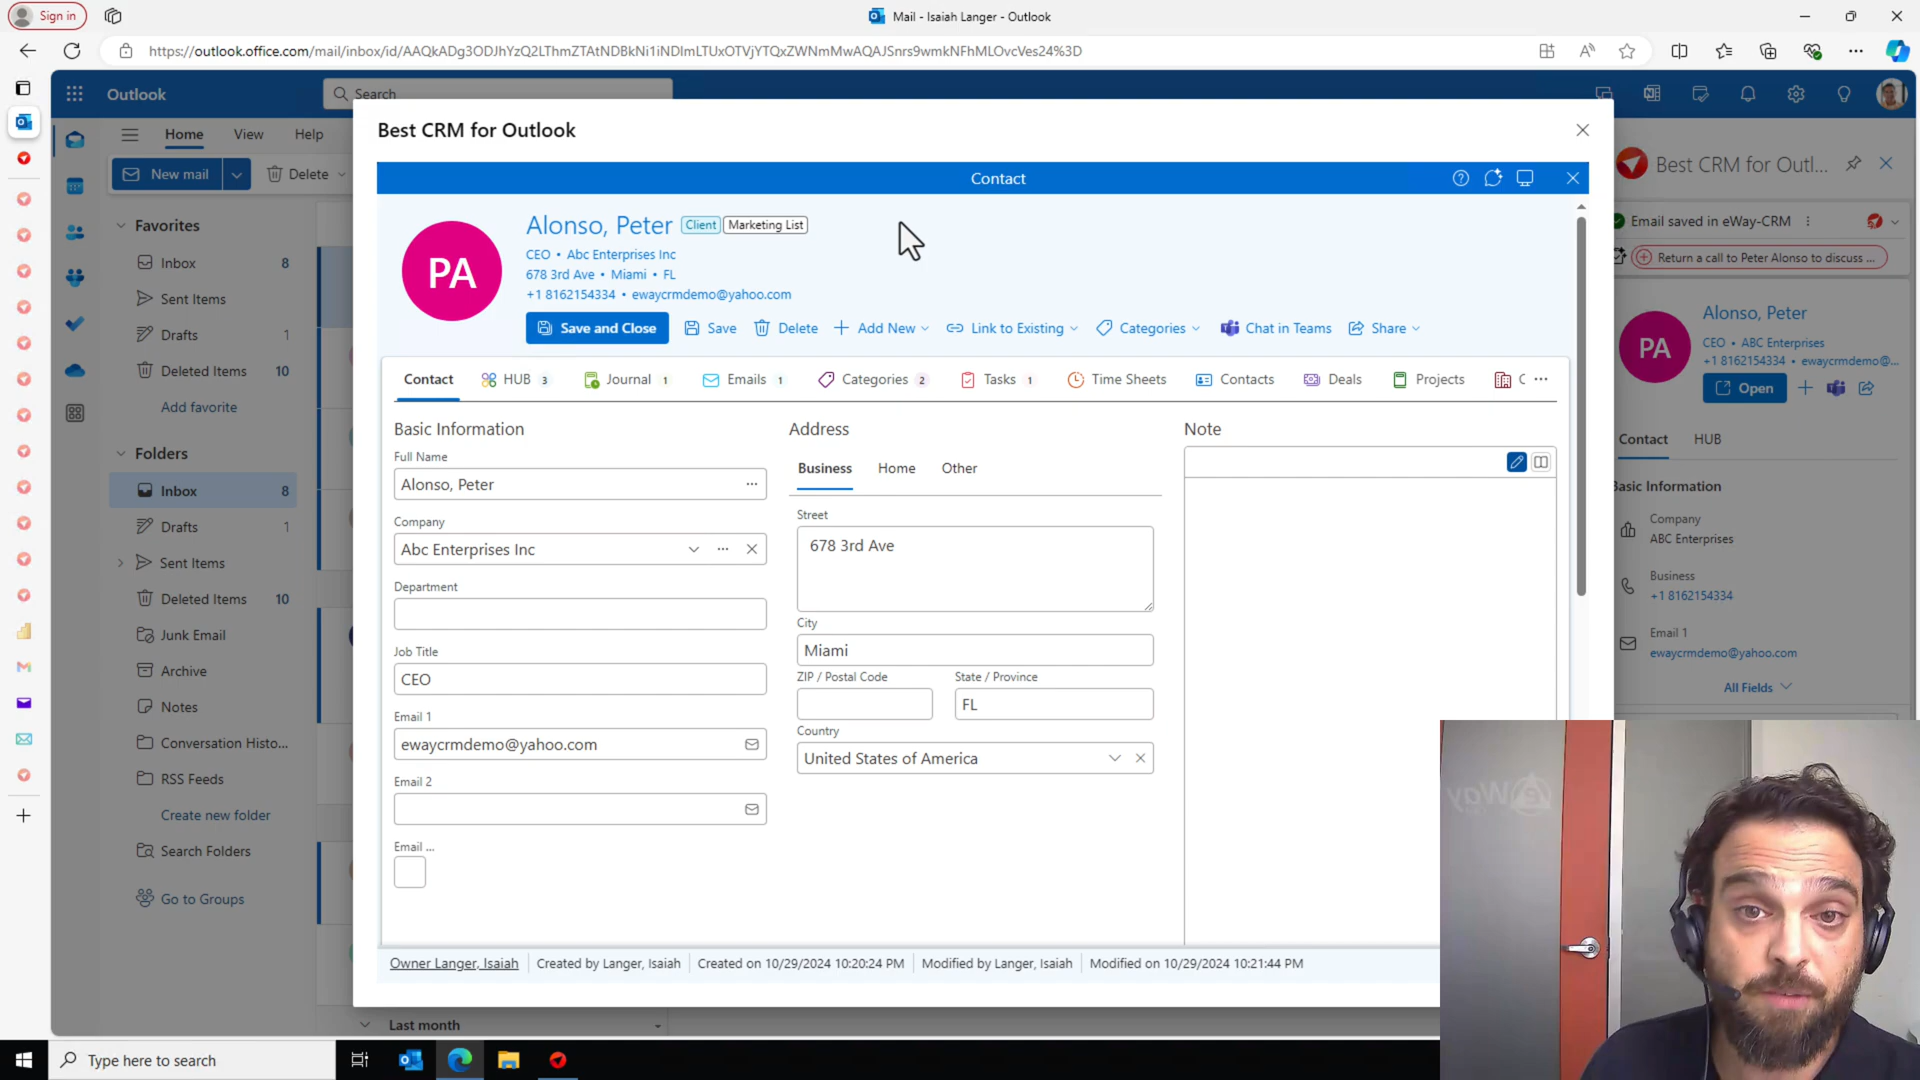 Sign in
Mail - Isaiah Langer - Outlook
https://outlook.office.com/mail/inbox/id/AAQkADg3ODJhYzQ2LThmZTAtNDBkNi1iNDlmLTUxOTVjYTQxZWNmMwAQAJSnrs9wmkNFhMLOvcVes24%3D
Outlook
Search
Home View Help
New mail Delete
Favorites
Inbox 8
Sent Items
Drafts 1
Deleted Items 10
Add favorite
Folders
Inbox 8
Drafts 1
Sent Items
Deleted Items 10
Junk Email
Archive
Notes
Conversation Histo...
RSS Feeds
Create new folder
Search Folders
Go to Groups
Last month
Best CRM for Outlook
Contact
PA
Alonso, Peter Client Marketing List
CEO • Abc Enterprises Inc
678 3rd Ave • Miami • FL
+1 8162154334 • ewaycrmdemo@yahoo.com
Save and Close Save Delete Add New Link to Existing Categories Chat in Teams Share
Contact HUB 3 Journal 1 Emails 1 Categories 2 Tasks 1 Time Sheets Contacts Deals Projects C ...
Basic Information
Full Name
Alonso, Peter
Company
Abc Enterprises Inc
Department
Job Title
CEO
Email 1
ewaycrmdemo@yahoo.com
Email 2
Email ...
Address
Business Home Other
Street
678 3rd Ave
City
Miami
ZIP / Postal Code State / Province
FL
Country
United States of America
Note
Owner Langer, Isaiah Created by Langer, Isaiah Created on 10/29/2024 10:20:24 PM Modified by Langer, Isaiah Modified on 10/29/2024 10:21:44 PM
Best CRM for Outl...
Email saved in eWay-CRM
Return a call to Peter Alonso to discuss ...
PA
Alonso, Peter
CEO • ABC Enterprises
+1 8162154334 • ewaycrmdemo@...
Open
Contact HUB
Basic Information
Company
ABC Enterprises
Business
+1 8162154334
Email 1
ewaycrmdemo@yahoo.com
All Fields
eWay
Type here to search